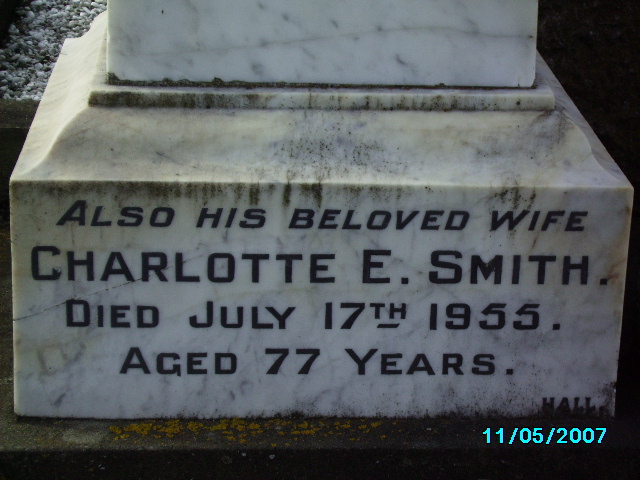 Also his beloved wife
Charlotte E. Smith.
Died July 17th 1955.
Aged 77 Years.
Hall.
11/05/2007